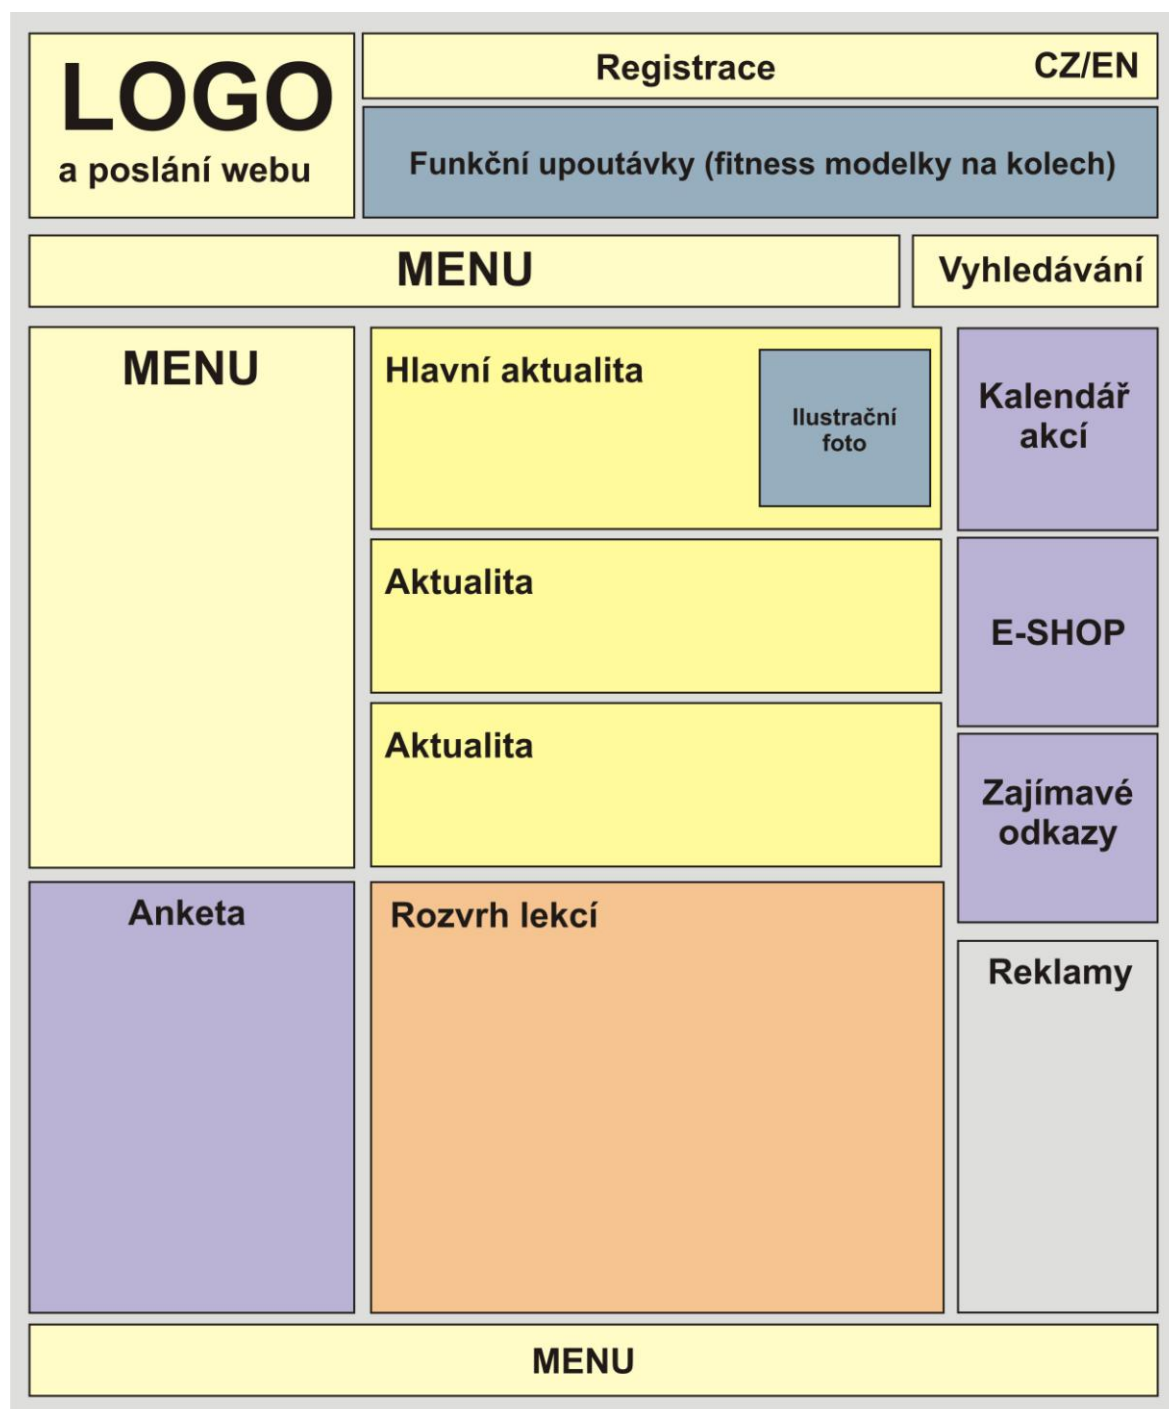 LOGO
a poslání webu
Registrace
CZ/EN
Funkční upoutávky (fitness modelky na kolech)
MENU
Vyhledávání
MENU
Hlavní aktualita
Ilustrační
foto
Kalendář
akcí
Aktualita
E-SHOP
Aktualita
Zajímavé
odkazy
Anketa
Rozvrh lekcí
Reklamy
MENU